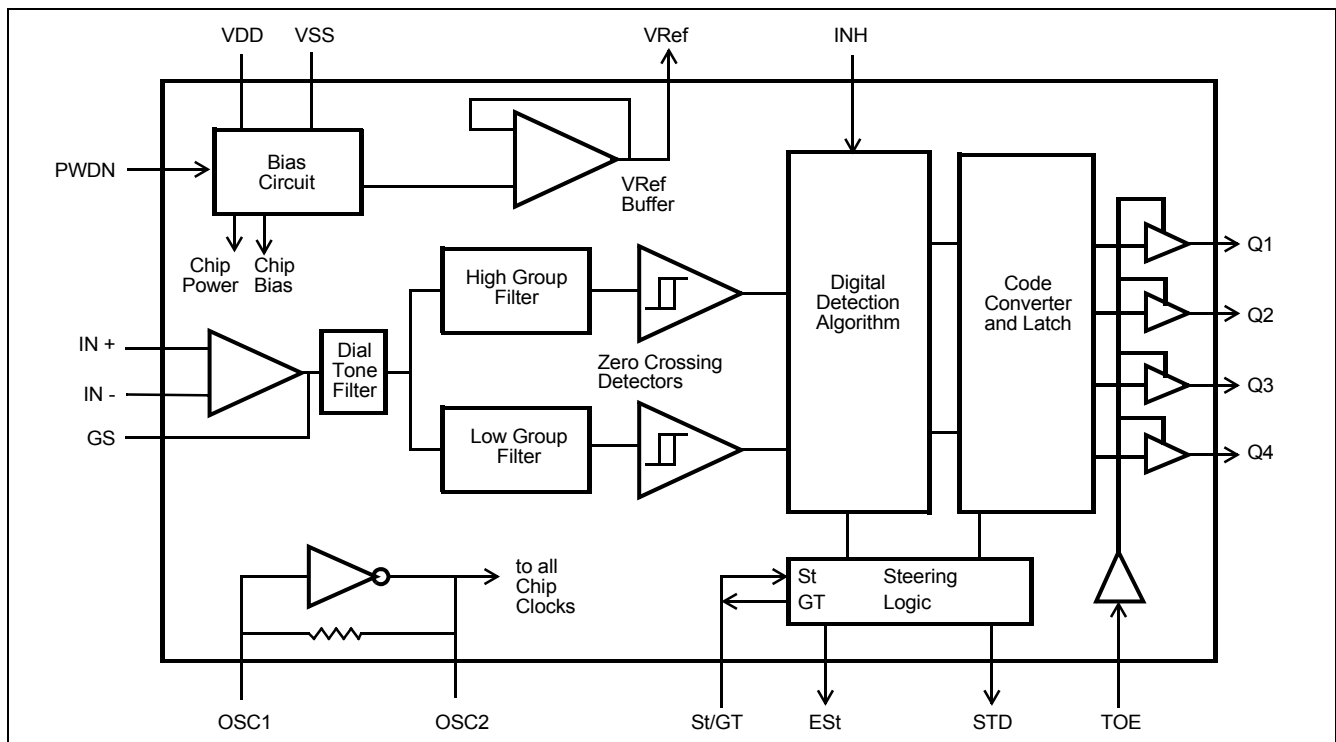 VDD
VSS
VRef
INH
PWDN
Bias
Circuit
VRef
Buffer
Chip
Power
Chip
Bias
High Group
Filter
Digital
Detection
Algorithm
Code
Converter
and Latch
Q1
Q2
Q3
Q4
IN +
IN -
GS
Dial
Tone
Filter
Zero Crossing
Detectors
Low Group
Filter
to all
Chip
Clocks
St
GT
Steering
Logic
OSC1
OSC2
St/GT
ESt
STD
TOE